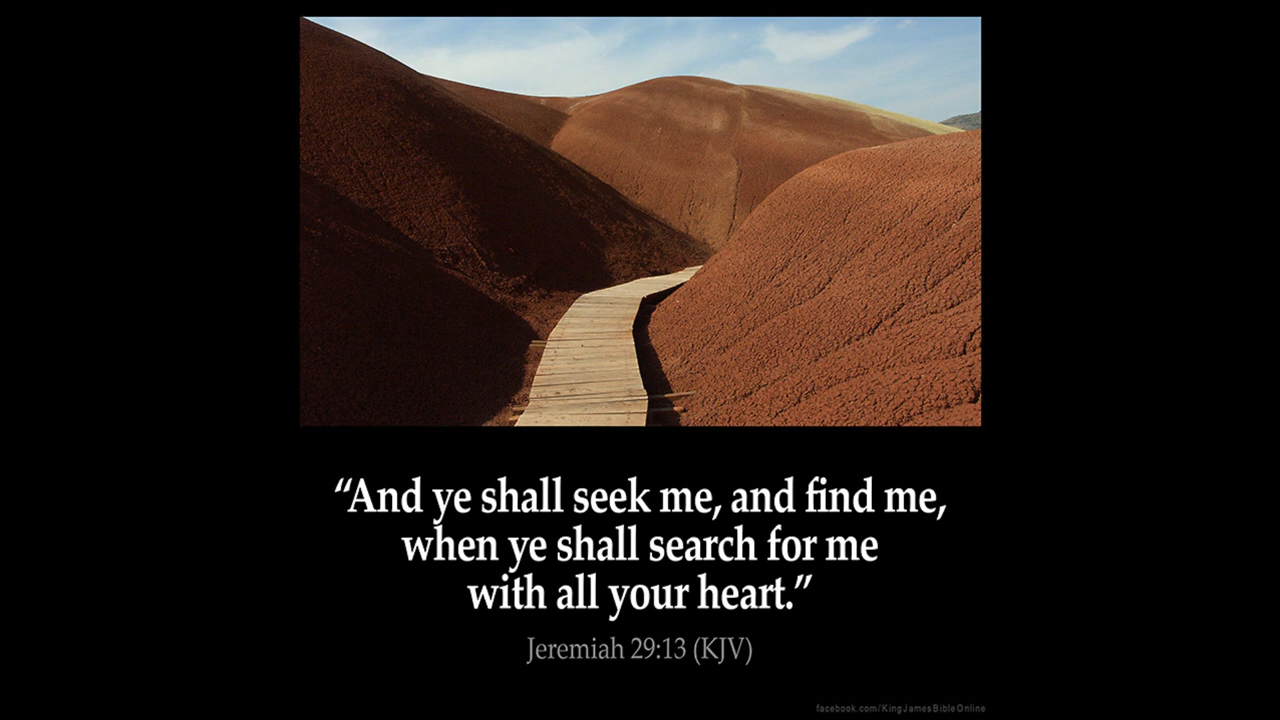 “And ye shall seek me, and find me,
when ye shall search for me
with all your heart.”
Jeremiah 29:13 (KJV)
facebook.com/KingJamesBibleOnline